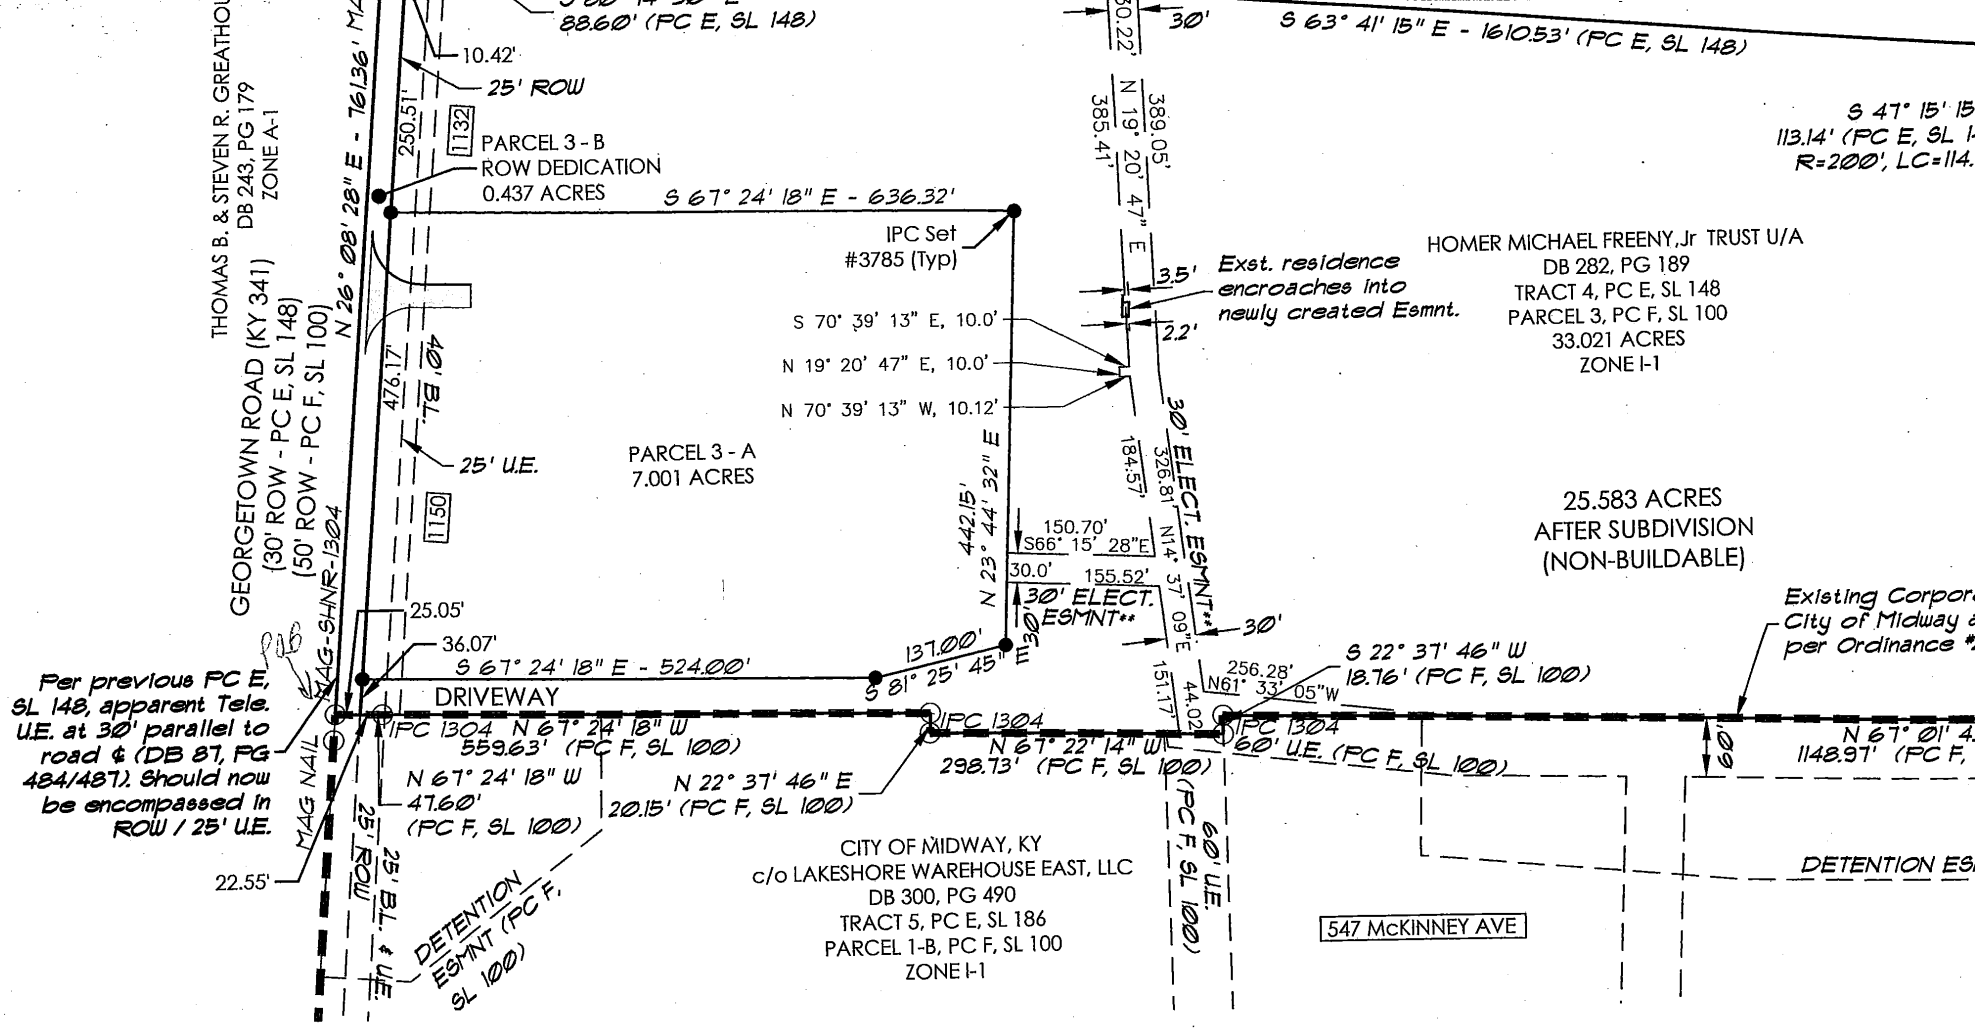 88.60' (PC E, SL 148)
30.22'
30'
S 63° 41' 15" E - 1610.53' (PC E, SL 148)
THOMAS B. & STEVEN R.
DB 243, PG 179
ZONE A-1
N 26° 08' 28" E - 761.36'
10.42'
25' ROW
250.51'
1132
PARCEL 3 - B
ROW DEDICATION
0.437 ACRES
S 67° 24' 18" E - 636.32'
IPC Set
#3785 (Typ)
389.05'
N 19° 20' 47" E
385.41'
S 47° 15' 15
113.14' (PC E, SL
R=200', LC=114.
HOMER MICHAEL FREENY,Jr TRUST U/A
DB 282, PG 189
TRACT 4, PC E, SL 148
PARCEL 3, PC F, SL 100
33.021 ACRES
ZONE I-1
3.5'
Exst. residence
encroaches into
newly created Esmnt.
2.2'
S 70° 39' 13" E, 10.0'
N 19° 20' 47" E, 10.0'
N 70° 39' 13" W, 10.12'
GEORGETOWN ROAD (KY 341)
(30' ROW - PC E, SL 148)
(50' ROW - PC F, SL 100)
476.17'
40' BL.
25' U.E.
1150
PARCEL 3 - A
7.001 ACRES
442.15'
N 23° 44' 32" E
184.57'
326.81'
30' ELECT. ESMNT**
N14° 37' 09"E
150.70'
S66° 15' 28"E
30.0'
155.52'
30' ELECT.
ESMNT**
30'
25.583 ACRES
AFTER SUBDIVISION
(NON-BUILDABLE)
Existing
City of Midway
per Ordinance
MAG-SHNR-1304
POB
25.05'
36.07'
S 67° 24' 18" E - 524.00'
137.00'
S 81° 25' 45" E
30'
256.28'
N61° 33' 05"W
S 22° 37' 46" W
18.76' (PC F, SL 100)
151.17'
44.02'
Per previous PC E,
SL 148, apparent Tele.
U.E. at 30' parallel to
road ¢ (DB 87, PG
484/487). Should now
be encompassed in
ROW / 25' U.E.
DRIVEWAY
IPC 1304
N 67° 24' 18" W
559.63' (PC F, SL 100)
IPC 1304
N 67° 22' 14" W
298.73' (PC F, SL 100)
IPC 1304
60' U.E. (PC F, SL 100)
60'
N 67° 01'
1148.97' (PC F,
MAG NAIL
22.55'
N 67° 24' 18" W
47.60'
(PC F, SL 100)
N 22° 37' 46" E
20.15' (PC F, SL 100)
25' ROW
25' BL. & U.E.
DETENTION
ESMNT (PC F,
SL 100)
CITY OF MIDWAY, KY
c/o LAKESHORE WAREHOUSE EAST, LLC
DB 300, PG 490
TRACT 5, PC E, SL 186
PARCEL 1-B, PC F, SL 100
ZONE I-1
60' U.E.
(PC F, SL 100)
547 McKINNEY AVE
DETENTION